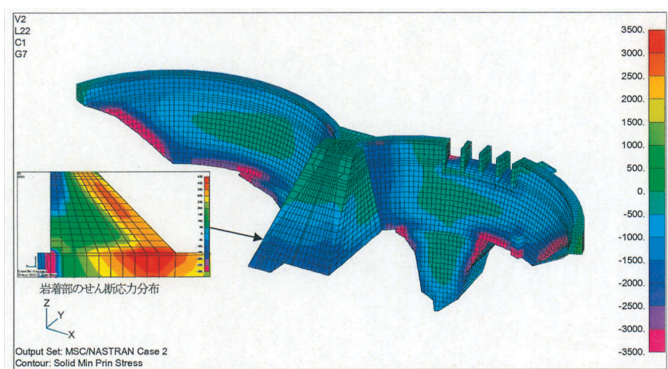 V2
L22
C1
G7
3500.
3000.
2500.
2000.
1500.
1000.
500.
0.
-500.
-1000.
-1500.
-2000.
-2500.
-3000.
-3500.
岩着部のせん断応力分布
Z
Y
X
Output Set: MSC/NASTRAN Case 2
Contour: Solid Min Prin Stress